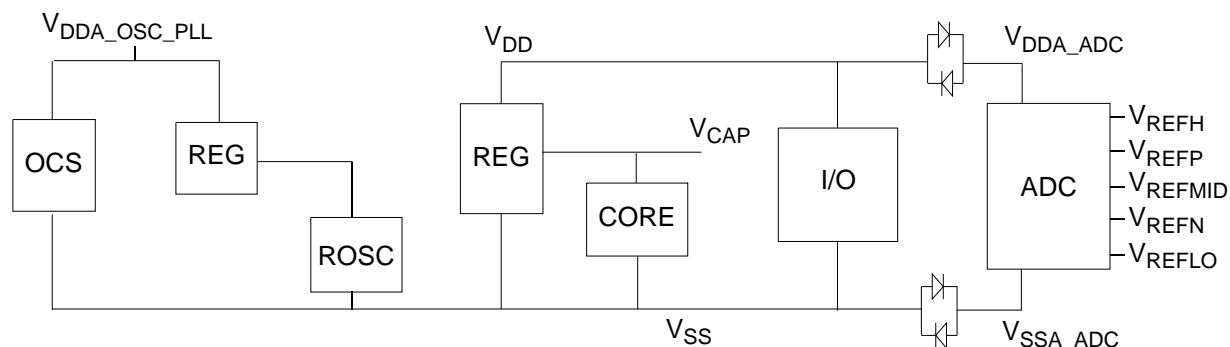 VDDA_OSC_PLL
VDD
VDDA_ADC
OCS
REG
REG
VCAP
I/O
ADC
VREFH
VREFP
VREFMID
VREFN
VREFLO
CORE
ROSC
VSS
VSSA_ADC